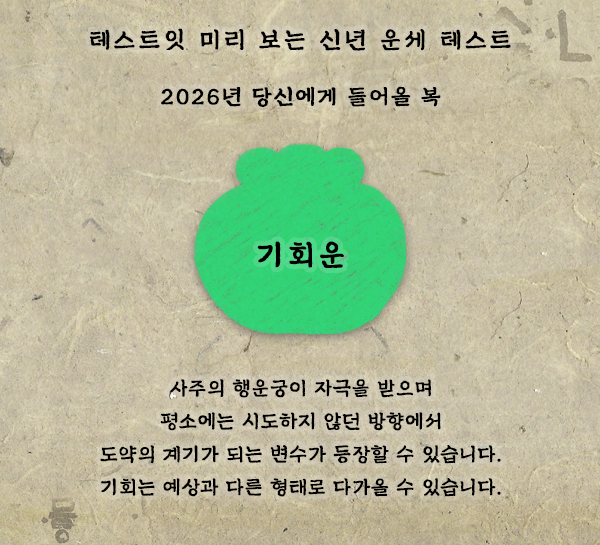 테스트잇 미리 보는 신년 운세 테스트
2026년 당신에게 들어올 복
기회운
사주의 행운궁이 자극을 받으며
평소에는 시도하지 않던 방향에서
도약의 계기가 되는 변수가 등장할 수 있습니다.
기회는 예상과 다른 형태로 다가올 수 있습니다.